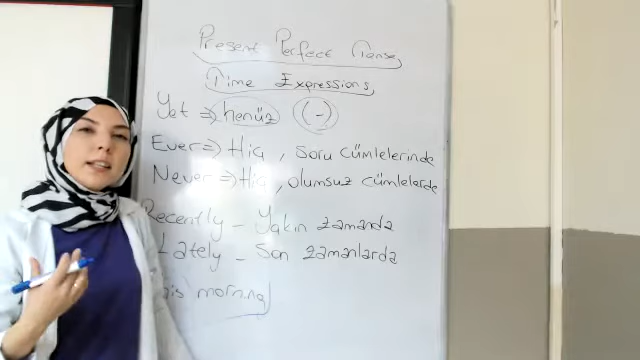 Present Perfect Tense
Time Expressions
Yet ⇒ henüz (-)
Ever ⇒ Hiç, soru cümlelerinde
Never ⇒ Hiç, olumsuz cümlelerde
Recently - Yakın zamanda
Lately - Son zamanlarda
morning